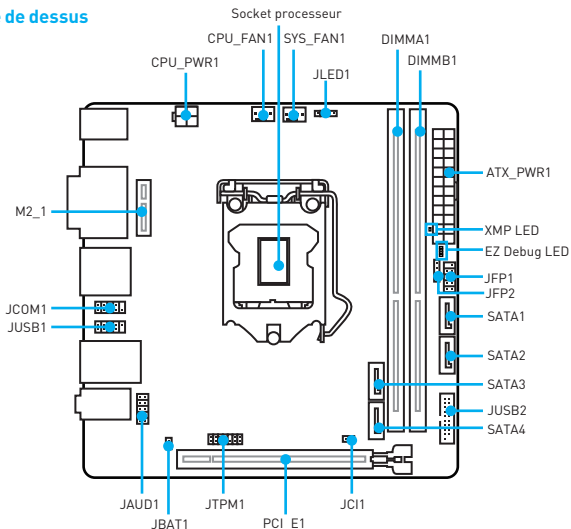 de dessus
Socket processeur
CPU_FAN1
SYS_FAN1
DIMMA1
CPU_PWR1
JLED1
DIMMB1
ATX_PWR1
M2_1
XMP LED
EZ Debug LED
JFP1
JFP2
JCOM1
JUSB1
SATA1
SATA2
SATA3
JUSB2
SATA4
JAUD1
JBAT1
JTPM1
PCI_E1
JCI1